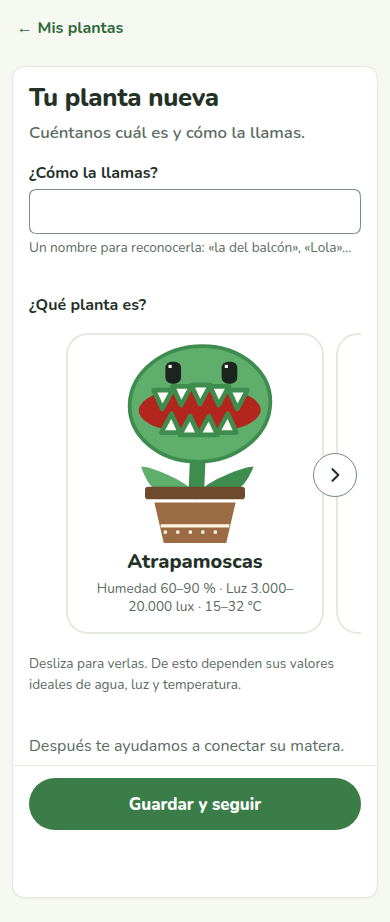 ← Mis plantas
Tu planta nueva
Cuéntanos cuál es y cómo la llamas.
¿Cómo la llamas?
Un nombre para reconocerla: «la del balcón», «Lola»…
¿Qué planta es?
Atrapamoscas
Humedad 60–90 % · Luz 3.000–
20.000 lux · 15–32 °C
Desliza para verlas. De esto dependen sus valores
ideales de agua, luz y temperatura.
Después te ayudamos a conectar su matera.
Guardar y seguir